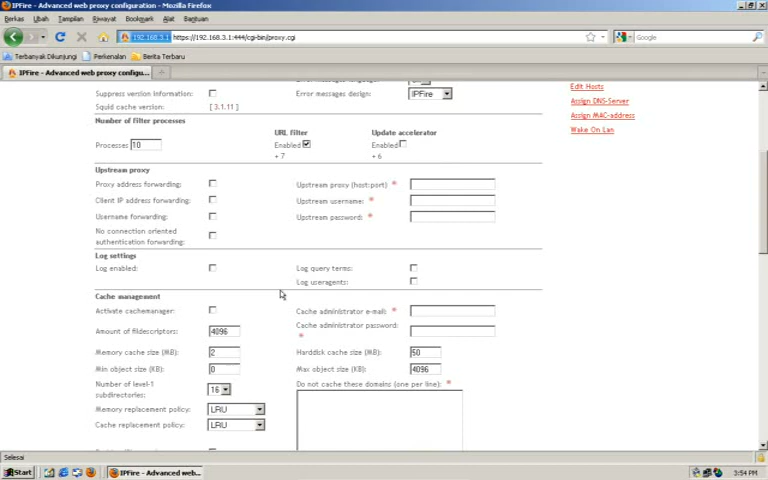 IPFire - Advanced web proxy configuration - Mozilla Firefox
Berkas Ubah Tampilan Riwayat Bookmark Alat Bantuan
192.168.3.1 https://192.168.3.1:444/cgi-bin/proxy.cgi Google
Terbanyak Dikunjungi Perkenalan Berita Terbaru
IPFire - Advanced web proxy configu...
Suppress version information: Error messages design: IPFire
Squid cache version: [ 3.1.11 ]
Edit Hosts
Assign DNS-Server
Assign MAC-address
Wake On Lan
Number of filter processes
URL filter Update accelerator
Processes 10 Enabled Enabled
+ 7 + 6
Upstream proxy
Proxy address forwarding: Upstream proxy (host:port) *
Client IP address forwarding: Upstream username: *
Username forwarding: Upstream password: *
No connection oriented
authentication forwarding:
Log settings
Log enabled: Log query terms:
Log useragents:
Cache management
Activate cachemanager: Cache administrator e-mail: *
Amount of fildecriptors: 4096 Cache administrator password:
*
Memory cache size (MB): 2 Harddisk cache size (MB): 50
Min object size (KB): 0 Max object size (KB): 4096
Number of level-1
subdirectories: 16 Do not cache these domains (one per line): *
Memory replacement policy: LRU
Cache replacement policy: LRU
Selesai
Start IPFire - Advanced web... 3:54 PM